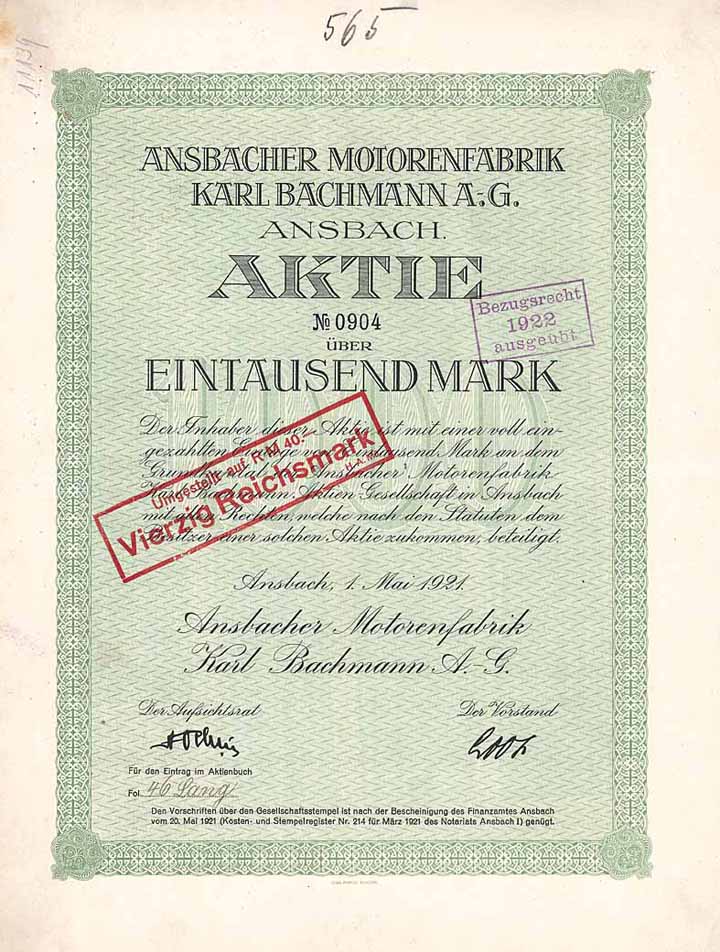 565
11134
ANSBACHER MOTORENFABRIK
KARL BACHMANN A.-G.
ANSBACH.
AKTIE
№ 0904
ÜBER
EINTAUSEND MARK
Bezugsrecht
1922
ausgeübt
Der Inhaber dieser Aktie ist mit einer voll ein-
gezahlten Einlage von Eintausend Mark an dem
Grundkapital der Ansbacher Motorenfabrik
Karl Bachmann Aktien-Gesellschaft in Ansbach
mit allen Rechten, welche nach den Statuten dem
Besitzer einer solchen Aktie zukommen, beteiligt.
Umgestellt auf R.M 40.–
Vierzig Reichsmark
Ansbach, 1. Mai 1921.
Ansbacher Motorenfabrik
Karl Bachmann A.-G.
Der Aufsichtsrat
Der Vorstand
Für den Eintrag im Aktienbuch
Fol. 46 Lang
Den Vorschriften über den Gesellschaftsstempel ist nach der Bescheinigung des Finanzamtes Ansbach
vom 20. Mai 1921 (Kosten- und Stempelregister Nr. 214 für März 1921 des Notariats Ansbach I) genügt.